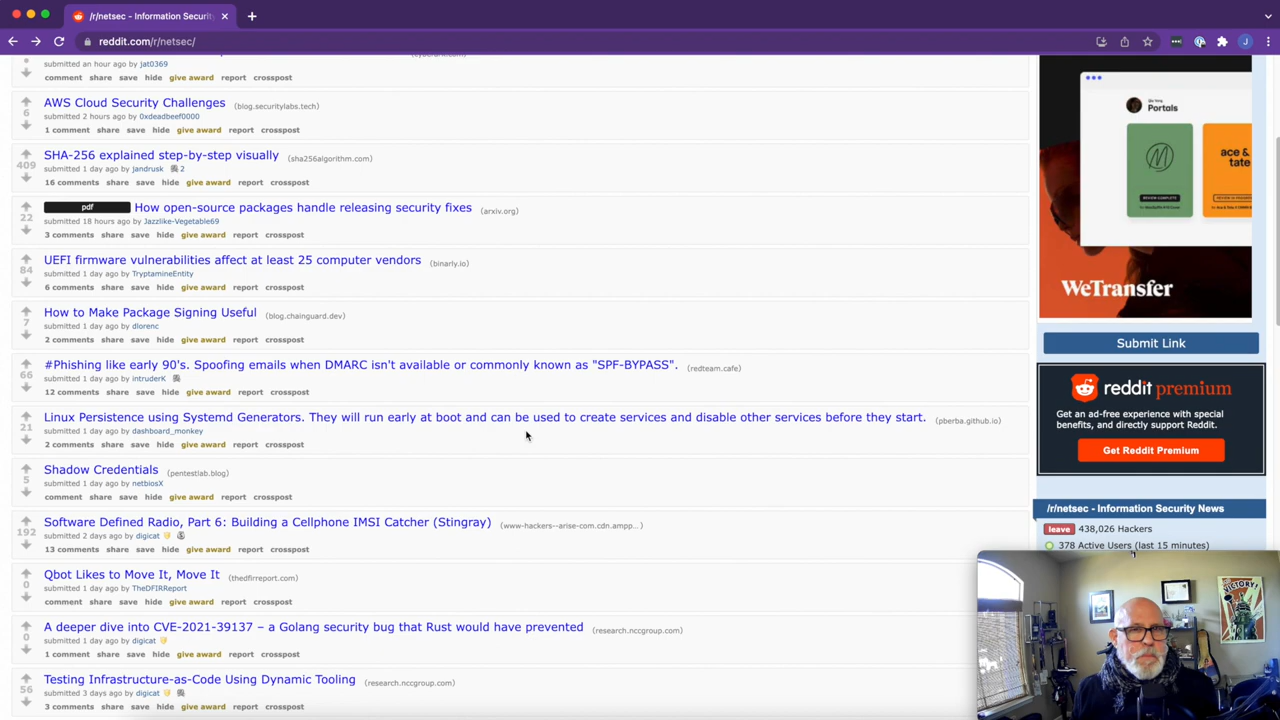 /r/netsec - Information Securit
reddit.com/r/netsec/
submitted an hour ago by jat0369
comment share save hide give award report crosspost
6
AWS Cloud Security Challenges (blog.securitylabs.tech)
submitted 2 hours ago by 0xdeadbeef0000
1 comment share save hide give award report crosspost
409
SHA-256 explained step-by-step visually (sha256algorithm.com)
submitted 1 day ago by jandrusk 2
16 comments share save hide give award report crosspost
22
pdf How open-source packages handle releasing security fixes (arxiv.org)
submitted 18 hours ago by Jazzlike-Vegetable69
3 comments share save hide give award report crosspost
84
UEFI firmware vulnerabilities affect at least 25 computer vendors (binarly.io)
submitted 1 day ago by TryptamineEntity
6 comments share save hide give award report crosspost
7
How to Make Package Signing Useful (blog.chainguard.dev)
submitted 1 day ago by dlorenc
2 comments share save hide give award report crosspost
66
#Phishing like early 90's. Spoofing emails when DMARC isn't available or commonly known as "SPF-BYPASS". (redteam.cafe)
submitted 1 day ago by intruderK
12 comments share save hide give award report crosspost
21
Linux Persistence using Systemd Generators. They will run early at boot and can be used to create services and disable other services before they start. (pberba.github.io)
submitted 1 day ago by dashboard_monkey
2 comments share save hide give award report crosspost
5
Shadow Credentials (pentestlab.blog)
submitted 1 day ago by netbiosX
comment share save hide give award report crosspost
192
Software Defined Radio, Part 6: Building a Cellphone IMSI Catcher (Stingray) (www-hackers--arise-com.cdn.ampp...)
submitted 2 days ago by digicat
13 comments share save hide give award report crosspost
0
Qbot Likes to Move It, Move It (thedfirreport.com)
submitted 1 day ago by TheDFIRReport
comment share save hide give award report crosspost
0
A deeper dive into CVE-2021-39137 – a Golang security bug that Rust would have prevented (research.nccgroup.com)
submitted 1 day ago by digicat
1 comment share save hide give award report crosspost
56
Testing Infrastructure-as-Code Using Dynamic Tooling (research.nccgroup.com)
submitted 3 days ago by digicat
3 comments share save hide give award report crosspost
Portals
ace &
tate
WeTransfer
Submit Link
reddit premium
Get an ad-free experience with special
benefits, and directly support Reddit.
Get Reddit Premium
/r/netsec - Information Security News
leave 438,026 Hackers
378 Active Users (last 15 minutes)
VICTORY!